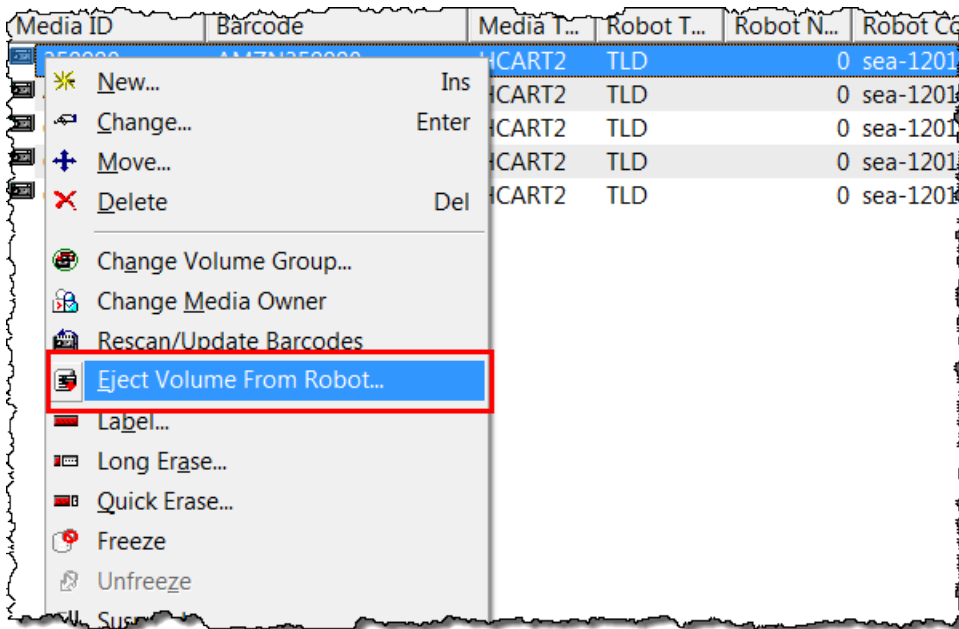 Media ID Barcode Media T... Robot T... Robot N... Robot Co
HCART2 TLD 0 sea-1201
New... Ins HCART2 TLD 0 sea-1201
Change... Enter HCART2 TLD 0 sea-1201
Move... HCART2 TLD 0 sea-1201
Delete Del HCART2 TLD 0 sea-1201
Change Volume Group...
Change Media Owner
Rescan/Update Barcodes
Eject Volume From Robot...
Label...
Long Erase...
Quick Erase...
Freeze
Unfreeze